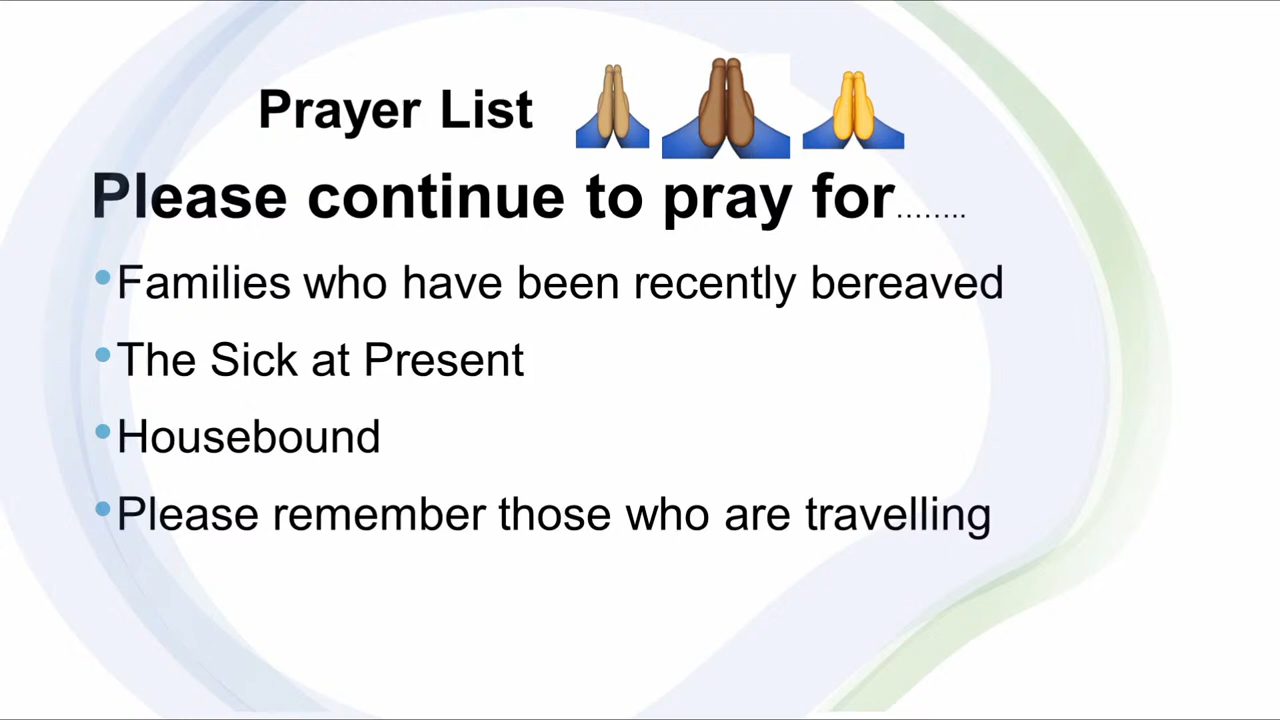 Prayer List
Please continue to pray for........
•Families who have been recently bereaved
•The Sick at Present
•Housebound
•Please remember those who are travelling